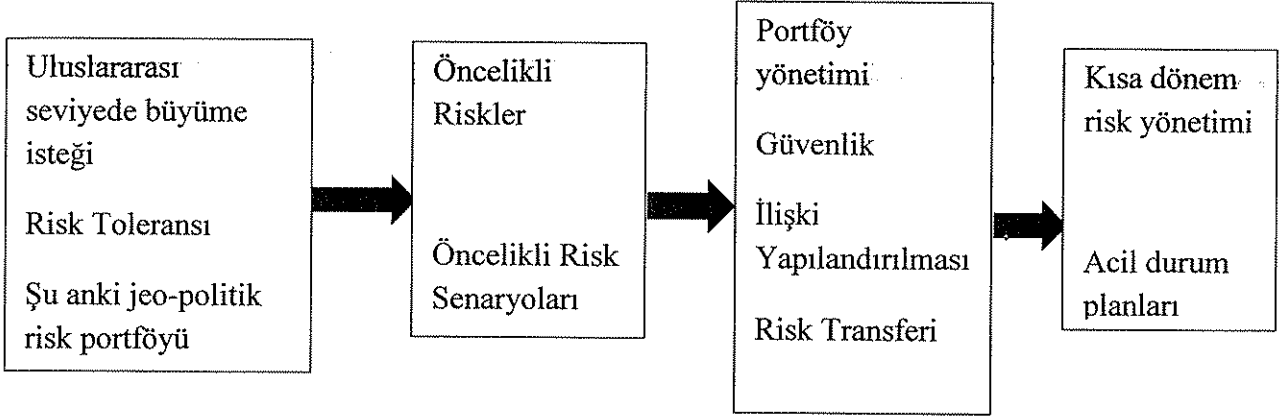 Uluslararası
seviyede büyüme
isteği
Risk Toleransı
Şu anki jeo-politik
risk portföyü
Öncelikli
Riskler
Öncelikli Risk
Senaryoları
Portföy
yönetimi
Güvenlik
İlişki
Yapılandırılması
Risk Transferi
Kısa dönem
risk yönetimi
Acil durum
planları